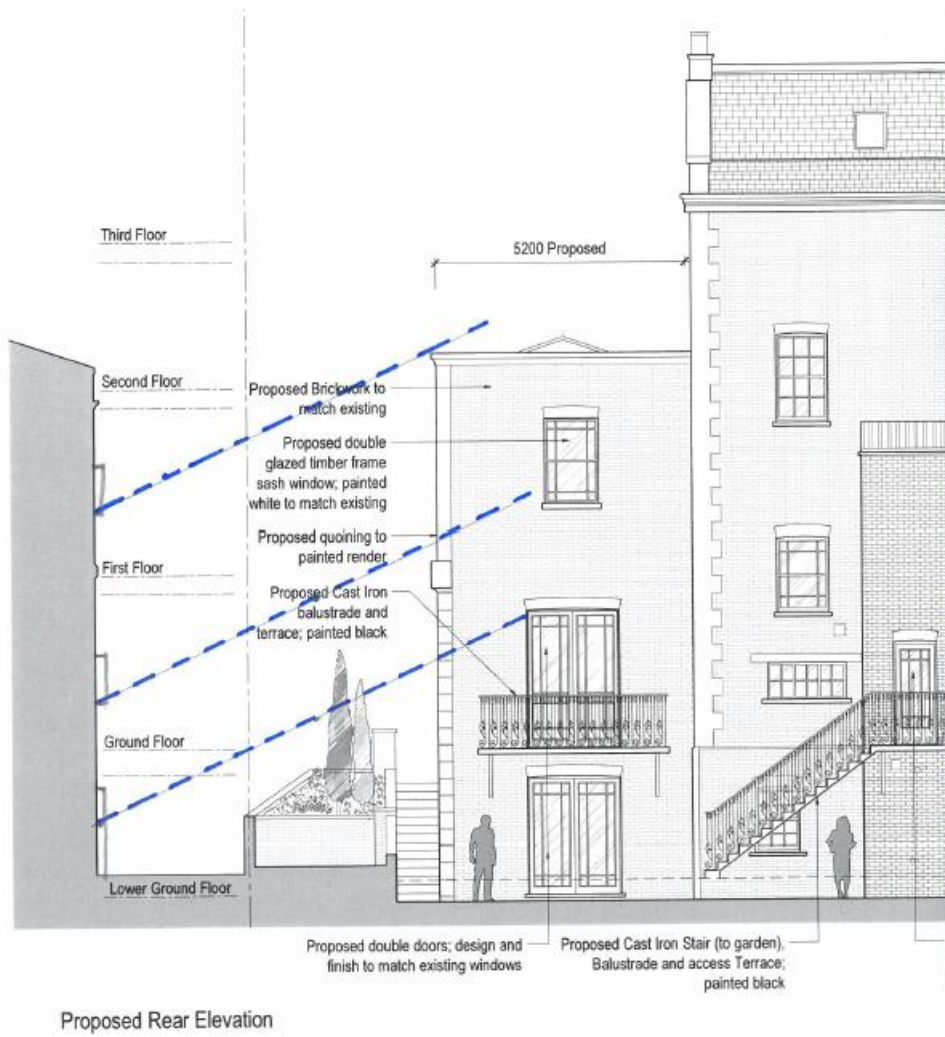 Third Floor
5200 Proposed
Second Floor
Proposed Brickwork to
match existing
Proposed double
glazed timber frame
sash window; painted
white to match existing
Proposed quoining to
painted render
First Floor
Proposed Cast Iron
balustrade and
terrace; painted
black
Ground Floor
Lower Ground Floor
Proposed double doors; design and
finish to match existing windows
Proposed Cast Iron Stair (to garden),
Balustrade and access Terrace;
painted black
Proposed Rear Elevation